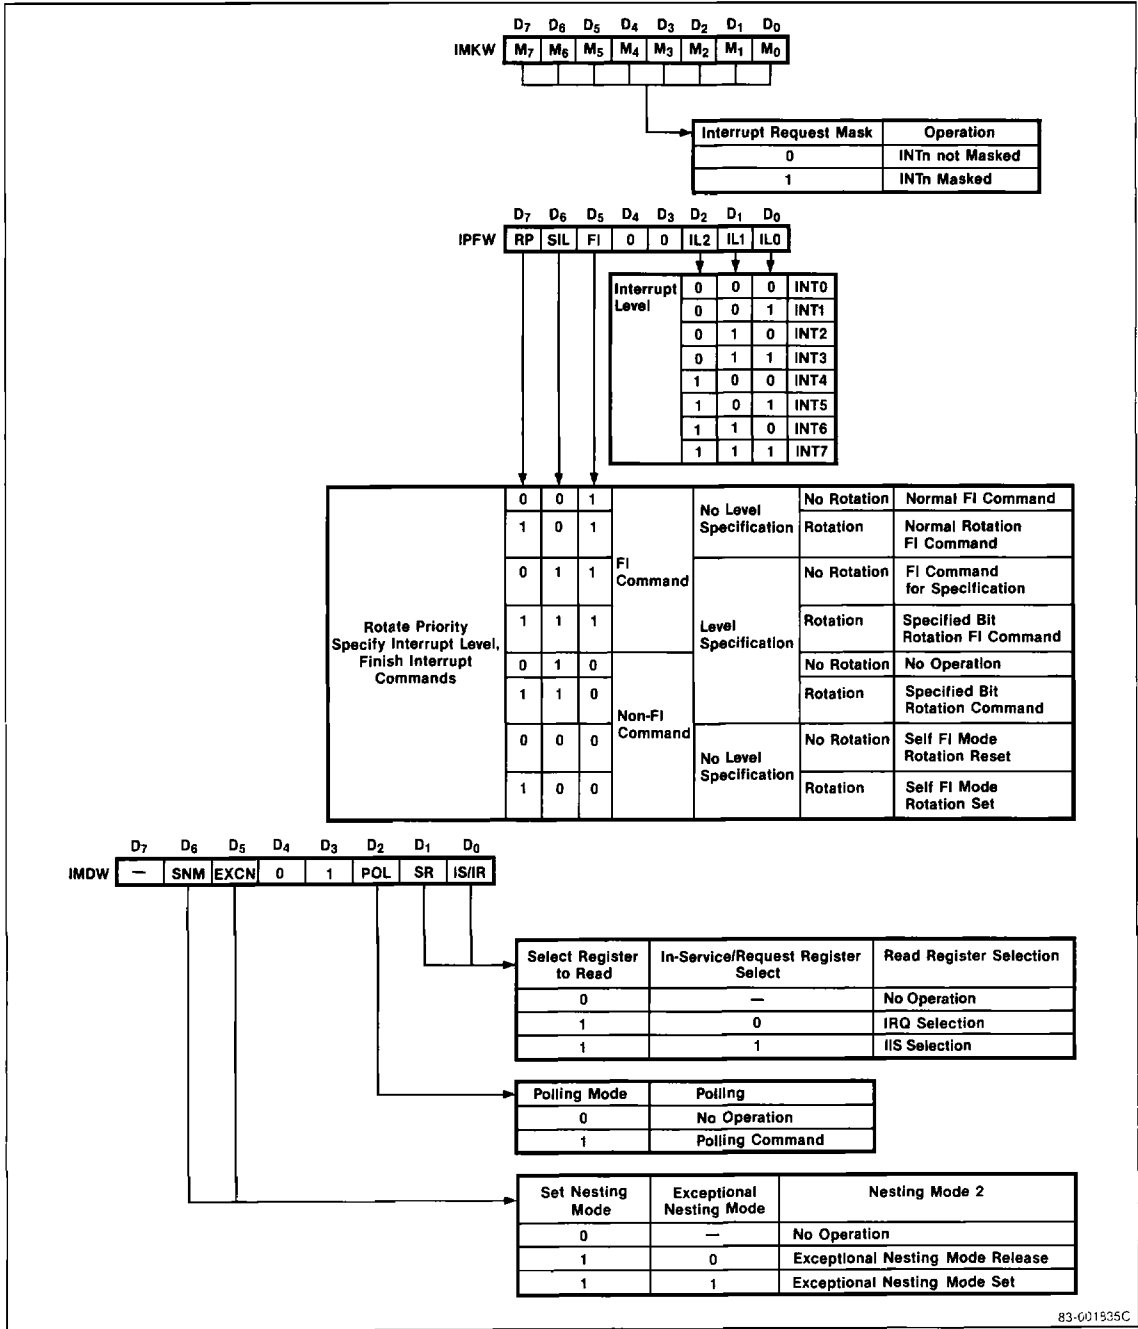 D7 D6 D5 D4 D3 D2 D1 D0
IMKW M7 M6 M5 M4 M3 M2 M1 M0
Interrupt Request Mask Operation
0 INTn not Masked
1 INTn Masked
D7 D6 D5 D4 D3 D2 D1 D0
IPFW RP SIL FI 0 0 IL2 IL1 IL0
Interrupt 0 0 0 INT0
Level 0 0 1 INT1
0 1 0 INT2
0 1 1 INT3
1 0 0 INT4
1 0 1 INT5
1 1 0 INT6
1 1 1 INT7
Rotate Priority
Specify Interrupt Level,
Finish Interrupt
Commands
0 0 1
1 0 1
0 1 1
1 1 1
0 1 0
1 1 0
0 0 0
1 0 0
FI
Command
Non-FI
Command
No Level
Specification
Level
Specification
No Level
Specification
No Rotation Normal FI Command
Rotation Normal Rotation
FI Command
No Rotation FI Command
for Specification
Rotation Specified Bit
Rotation FI Command
No Rotation No Operation
Rotation Specified Bit
Rotation Command
No Rotation Self FI Mode
Rotation Reset
Rotation Self FI Mode
Rotation Set
D7 D6 D5 D4 D3 D2 D1 D0
IMDW — SNM EXCN 0 1 POL SR IS/IR
Select Register In-Service/Request Register Read Register Selection
to Read Select
0 — No Operation
1 0 IRQ Selection
1 1 IIS Selection
Polling Mode Polling
0 No Operation
1 Polling Command
Set Nesting Exceptional Nesting Mode 2
Mode Nesting Mode
0 — No Operation
1 0 Exceptional Nesting Mode Release
1 1 Exceptional Nesting Mode Set
83-001835C